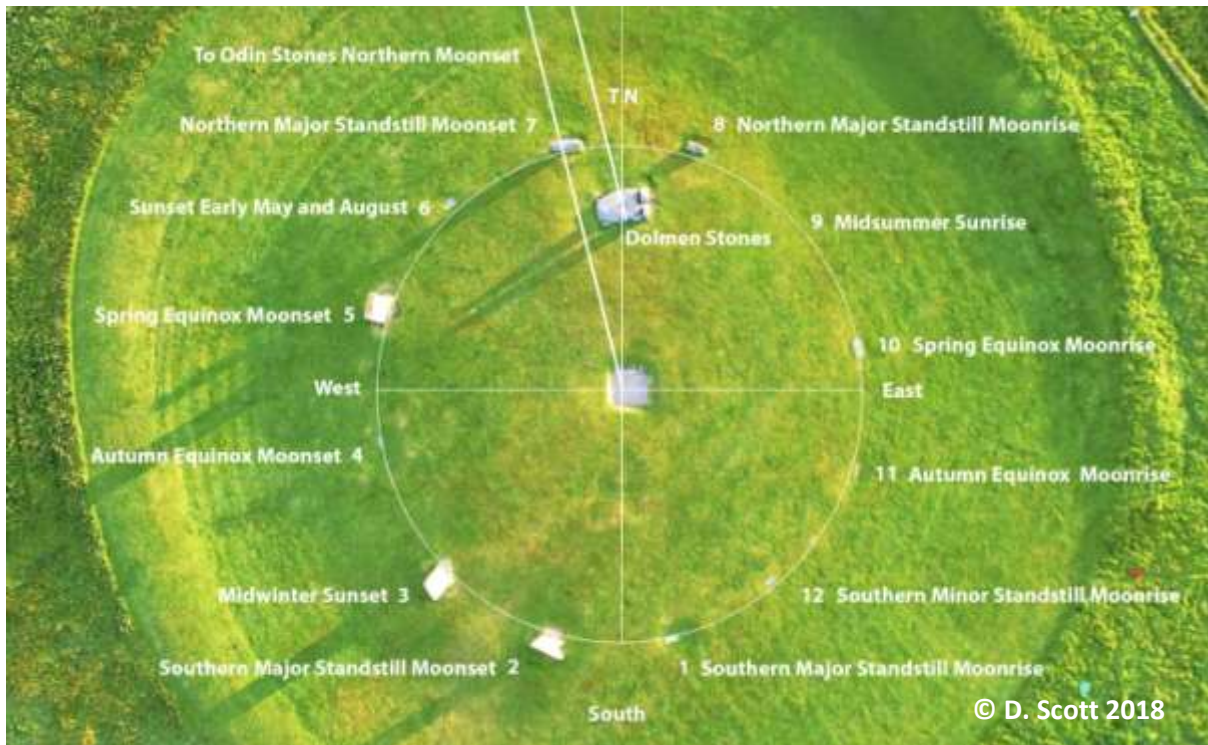 To Odin Stones Northern Moonset
T N
Northern Major Standstill Moonset 7
8 Northern Major Standstill Moonrise
Sunset Early May and August 6
9 Midsummer Sunrise
Dolmen Stones
Spring Equinox Moonset 5
10 Spring Equinox Moonrise
West
East
Autumn Equinox Moonset 4
11 Autumn Equinox Moonrise
Midwinter Sunset 3
12 Southern Minor Standstill Moonrise
Southern Major Standstill Moonset 2
1 Southern Major Standstill Moonrise
South
© D. Scott 2018